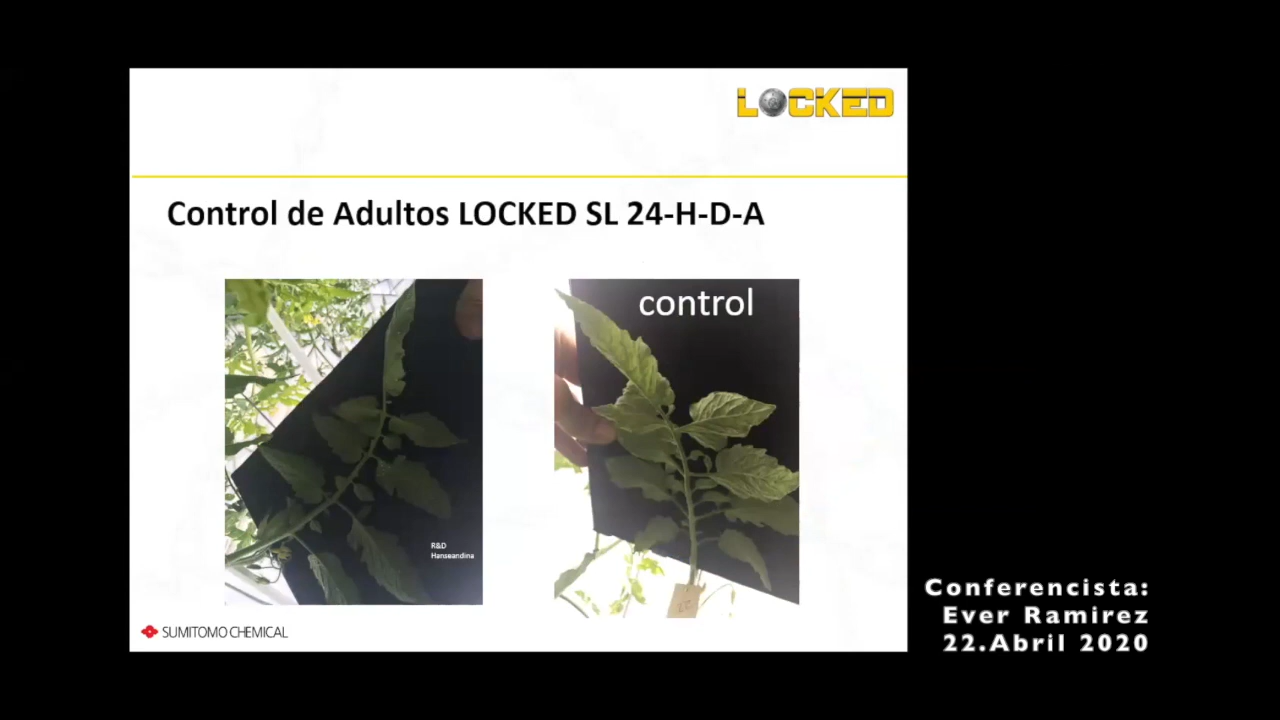 LOCKED
Control de Adultos LOCKED SL 24-H-D-A
control
R&D
Hanseandina
SUMITOMO CHEMICAL
Conferencista:
Ever Ramirez
22.Abril 2020